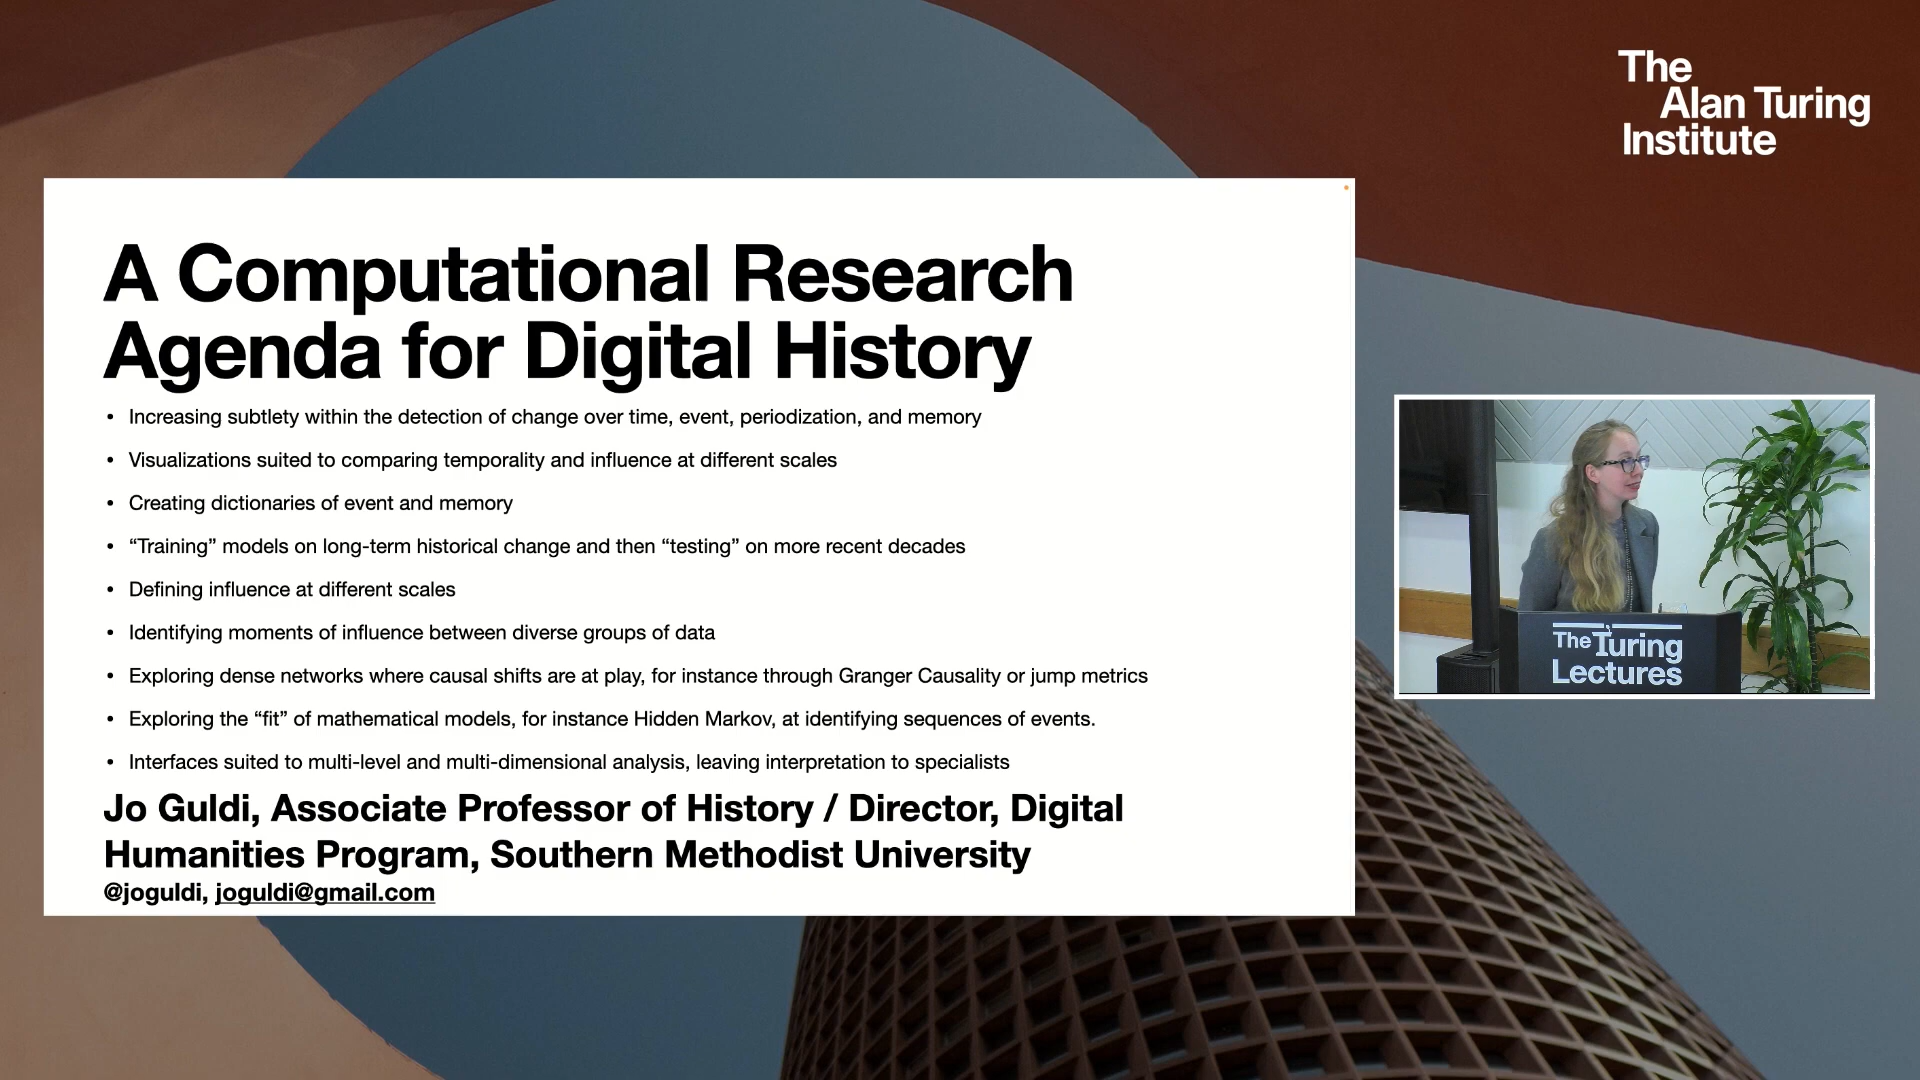 The
Alan Turing
Institute
A Computational Research
Agenda for Digital History
• Increasing subtlety within the detection of change over time, event, periodization, and memory
• Visualizations suited to comparing temporality and influence at different scales
• Creating dictionaries of event and memory
• “Training” models on long-term historical change and then “testing” on more recent decades
• Defining influence at different scales
• Identifying moments of influence between diverse groups of data
• Exploring dense networks where causal shifts are at play, for instance through Granger Causality or jump metrics
• Exploring the “fit” of mathematical models, for instance Hidden Markov, at identifying sequences of events.
• Interfaces suited to multi-level and multi-dimensional analysis, leaving interpretation to specialists
Jo Guldi, Associate Professor of History / Director, Digital
Humanities Program, Southern Methodist University
@joguldi, joguldi@gmail.com
The Turing
Lectures